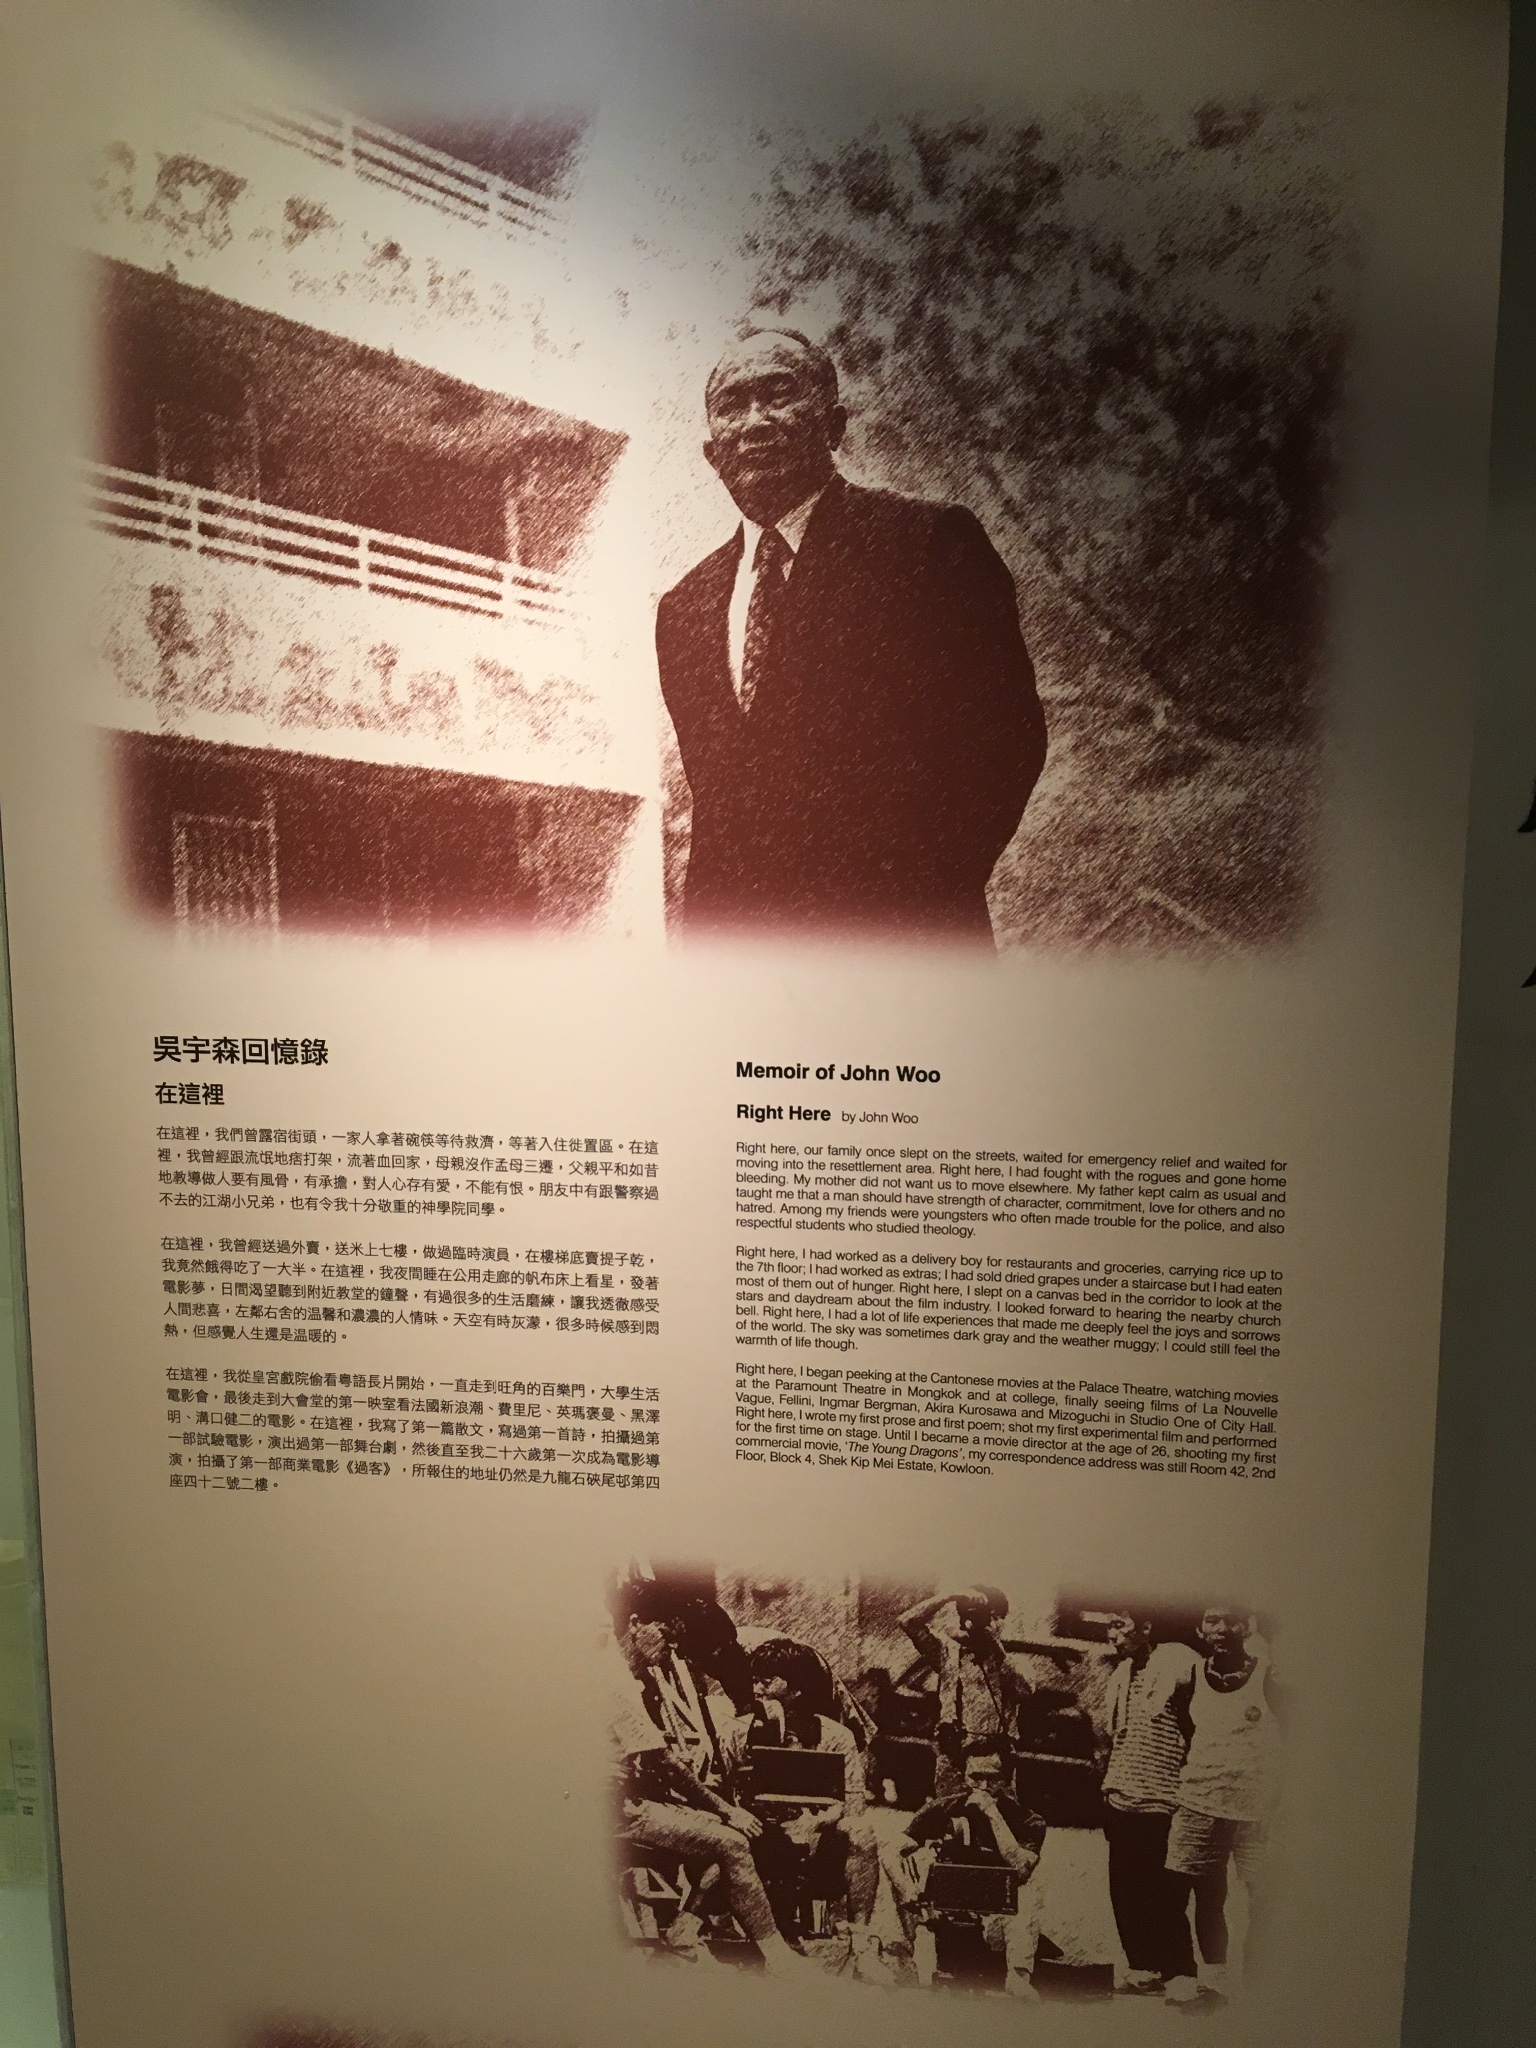 吳宇森回憶錄
在這裡
在這裡，我們曾露宿街頭，一家人拿著碗筷等待救濟，等著入住徙置區。在這
裡，我曾經跟流氓地痞打架，流著血回家，母親沒作孟母三遷，父親平和如昔
地教導做人要有風骨，有承擔，對人心存有愛，不能有恨。朋友中有跟警察過
不去的江湖小兄弟，也有令我十分敬重的神學院同學。
在這裡，我曾經送過外賣，送米上七樓，做過臨時演員，在樓梯底賣提子乾，
我竟然餓得吃了一大半。在這裡，我夜間睡在公用走廊的帆布床上看星，發著
電影夢，日間渴望聽到附近教堂的鐘聲，有過很多的生活磨練，讓我透徹感受
人間悲喜，左鄰右舍的溫馨和濃濃的人情味。天空有時灰濛，很多時候感到悶
熱，但感覺人生還是溫暖的。
在這裡，我從皇宮戲院偷看粵語長片開始，一直走到旺角的百樂門，大學生活
電影會，最後走到大會堂的第一映室看法國新浪潮、費里尼、英瑪褒曼、黑澤
明、溝口健二的電影。在這裡，我寫了第一篇散文，寫過第一首詩，拍攝過第
一部試驗電影，演出過第一部舞台劇，然後直至我二十六歲第一次成為電影導
演，拍攝了第一部商業電影《過客》，所報住的地址仍然是九龍石硤尾邨第四
座四十二號二樓。
Memoir of John Woo
Right Here by John Woo
Right here, our family once slept on the streets, waited for emergency relief and waited for
moving into the resettlement area. Right here, I had fought with the rogues and gone home
bleeding. My mother did not want us to move elsewhere. My father kept calm as usual and
taught me that a man should have strength of character, commitment, love for others and no
hatred. Among my friends were youngsters who often made trouble for the police, and also
respectful students who studied theology.
Right here, I had worked as a delivery boy for restaurants and groceries, carrying rice up to
the 7th floor; I had worked as extras; I had sold dried grapes under a staircase but I had eaten
most of them out of hunger. Right here, I slept on a canvas bed in the corridor to look at the
stars and daydream about the film industry. I looked forward to hearing the nearby church
bell. Right here, I had a lot of life experiences that made me deeply feel the joys and sorrows
of the world. The sky was sometimes dark gray and the weather muggy; I could still feel the
warmth of life though.
Right here, I began peeking at the Cantonese movies at the Palace Theatre, watching movies
at the Paramount Theatre in Mongkok and at college, finally seeing films of La Nouvelle
Vague, Fellini, Ingmar Bergman, Akira Kurosawa and Mizoguchi in Studio One of City Hall.
Right here, I wrote my first prose and first poem; shot my first experimental film and performed
for the first time on stage. Until I became a movie director at the age of 26, shooting my first
commercial movie, 'The Young Dragons', my correspondence address was still Room 42, 2nd
Floor, Block 4, Shek Kip Mei Estate, Kowloon.